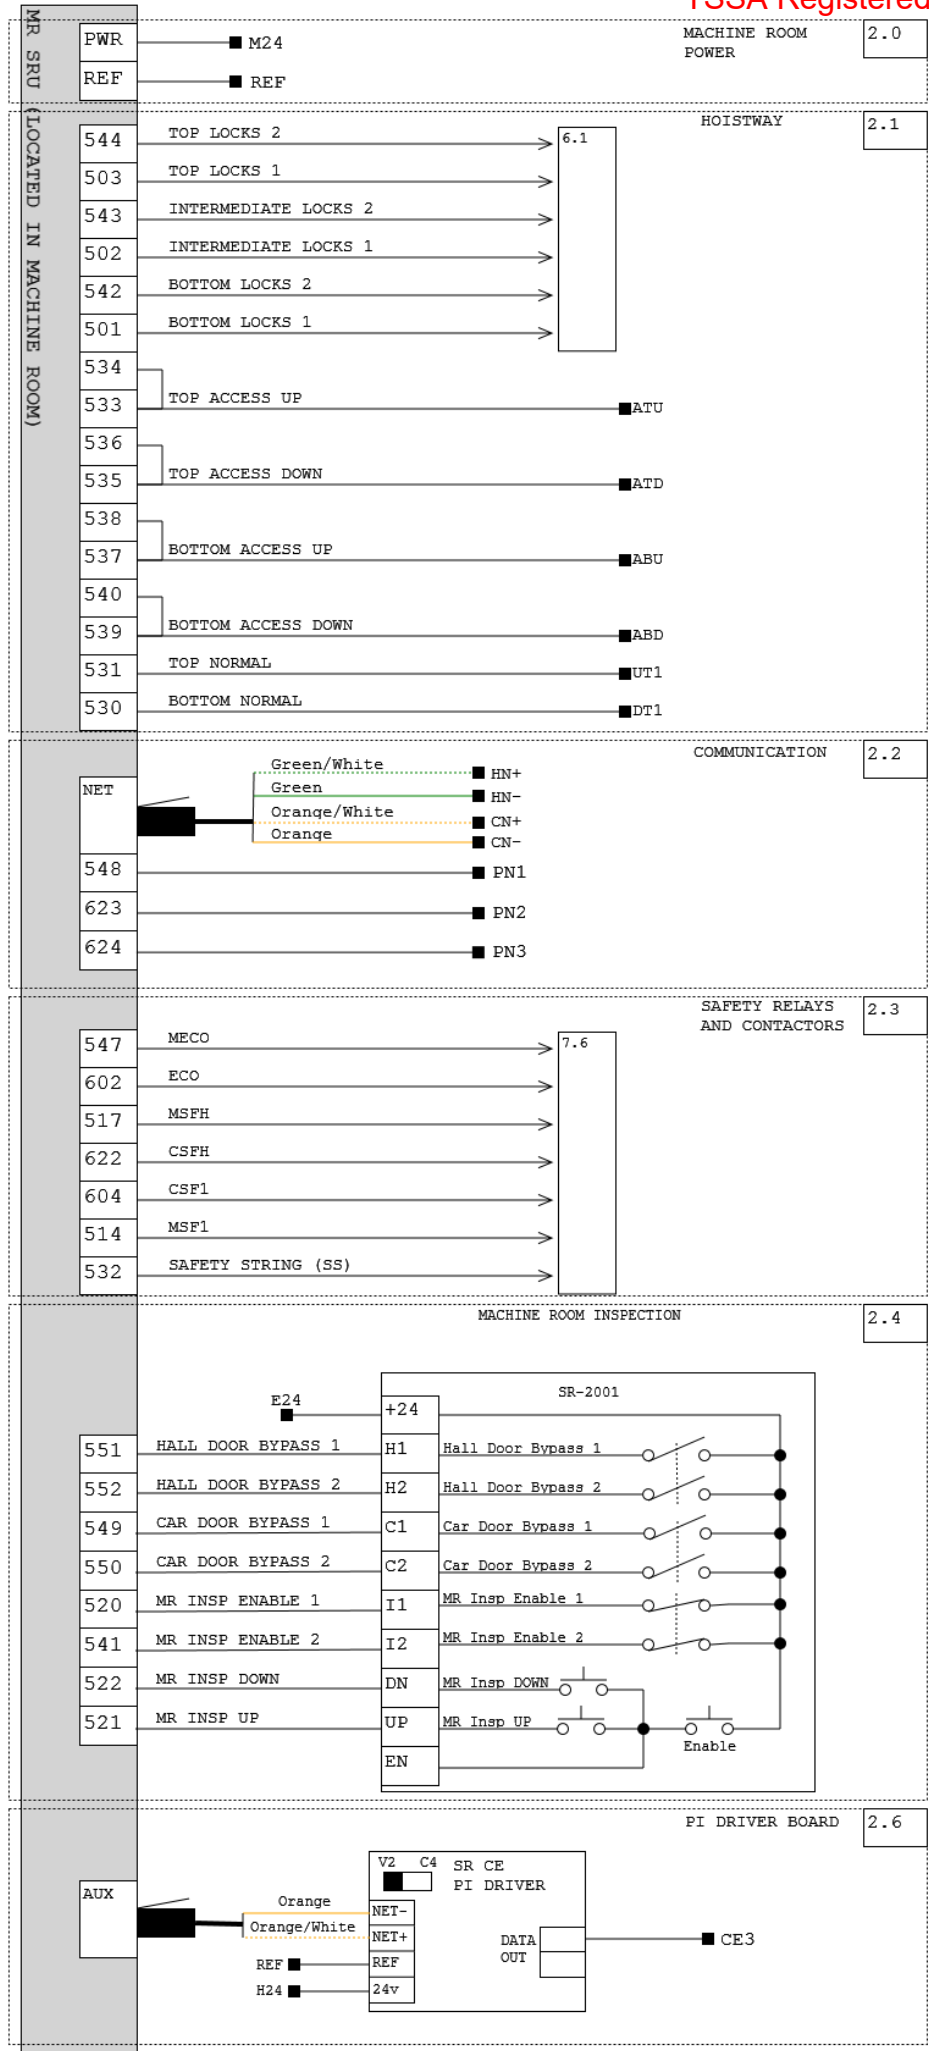 TSSA Registered
MR SRU (LOCATED IN MACHINE ROOM)
PWR
M24
MACHINE ROOM
POWER
2.0
REF
REF
HOISTWAY
2.1
544
TOP LOCKS 2
6.1
503
TOP LOCKS 1
543
INTERMEDIATE LOCKS 2
502
INTERMEDIATE LOCKS 1
542
BOTTOM LOCKS 2
501
BOTTOM LOCKS 1
534
533
TOP ACCESS UP
ATU
536
535
TOP ACCESS DOWN
ATD
538
537
BOTTOM ACCESS UP
ABU
540
539
BOTTOM ACCESS DOWN
ABD
531
TOP NORMAL
UT1
530
BOTTOM NORMAL
DT1
COMMUNICATION
2.2
NET
Green/White
HN+
Green
HN-
Orange/White
CN+
Orange
CN-
548
PN1
623
PN2
624
PN3
SAFETY RELAYS
AND CONTACTORS
2.3
547
MECO
7.6
602
ECO
517
MSFH
622
CSFH
604
CSF1
514
MSF1
532
SAFETY STRING (SS)
MACHINE ROOM INSPECTION
2.4
SR-2001
E24
+24
551
HALL DOOR BYPASS 1
H1
Hall Door Bypass 1
552
HALL DOOR BYPASS 2
H2
Hall Door Bypass 2
549
CAR DOOR BYPASS 1
C1
Car Door Bypass 1
550
CAR DOOR BYPASS 2
C2
Car Door Bypass 2
520
MR INSP ENABLE 1
I1
MR Insp Enable 1
541
MR INSP ENABLE 2
I2
MR Insp Enable 2
522
MR INSP DOWN
DN
MR Insp DOWN
521
MR INSP UP
UP
MR Insp UP
Enable
EN
PI DRIVER BOARD
2.6
V2
C4
SR CE
PI DRIVER
AUX
Orange
NET-
Orange/White
NET+
REF
REF
H24
24v
DATA
OUT
CE3